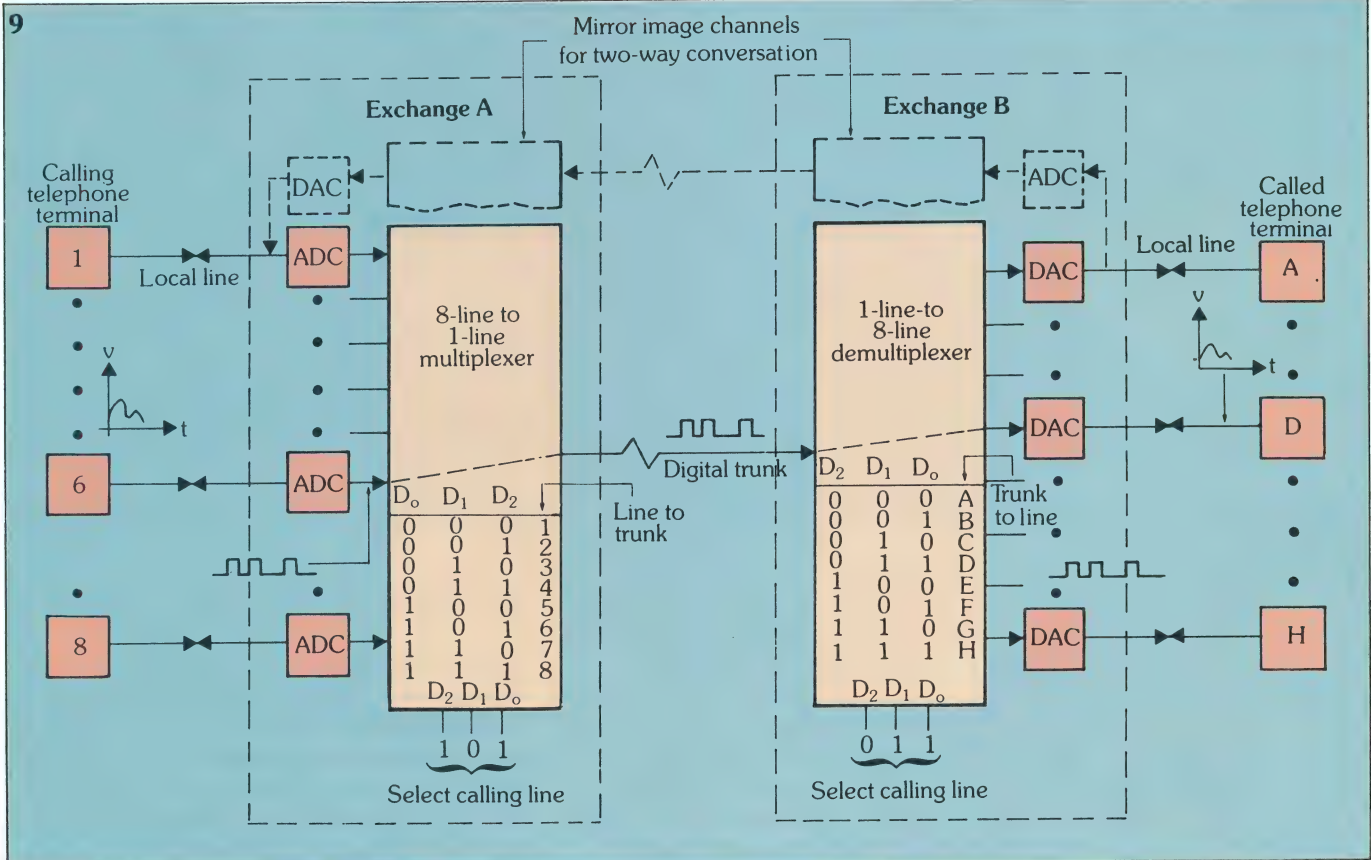 9
Mirror image channels
for two-way conversation
Exchange A
Exchange B
Calling
telephone
terminal
DAC
ADC
Called
telephone
terminal
1
Local line
ADC
8-line to
1-line
multiplexer
1-line-to
8-line
demultiplexer
DAC
Local line
A
v
t
v
t
6
ADC
Digital trunk
DAC
D
D₀ D₁ D₂
0 0 0 1
0 0 1 2
0 1 0 3
0 1 1 4
1 0 0 5
1 0 1 6
1 1 0 7
1 1 1 8
Line to
trunk
D₂ D₁ D₀
0 0 0 A
0 0 1 B
0 1 0 C
0 1 1 D
1 0 0 E
1 0 1 F
1 1 0 G
1 1 1 H
Trunk
to line
8
ADC
DAC
H
D₂ D₁ D₀
1 0 1
Select calling line
D₂ D₁ D₀
0 1 1
Select calling line